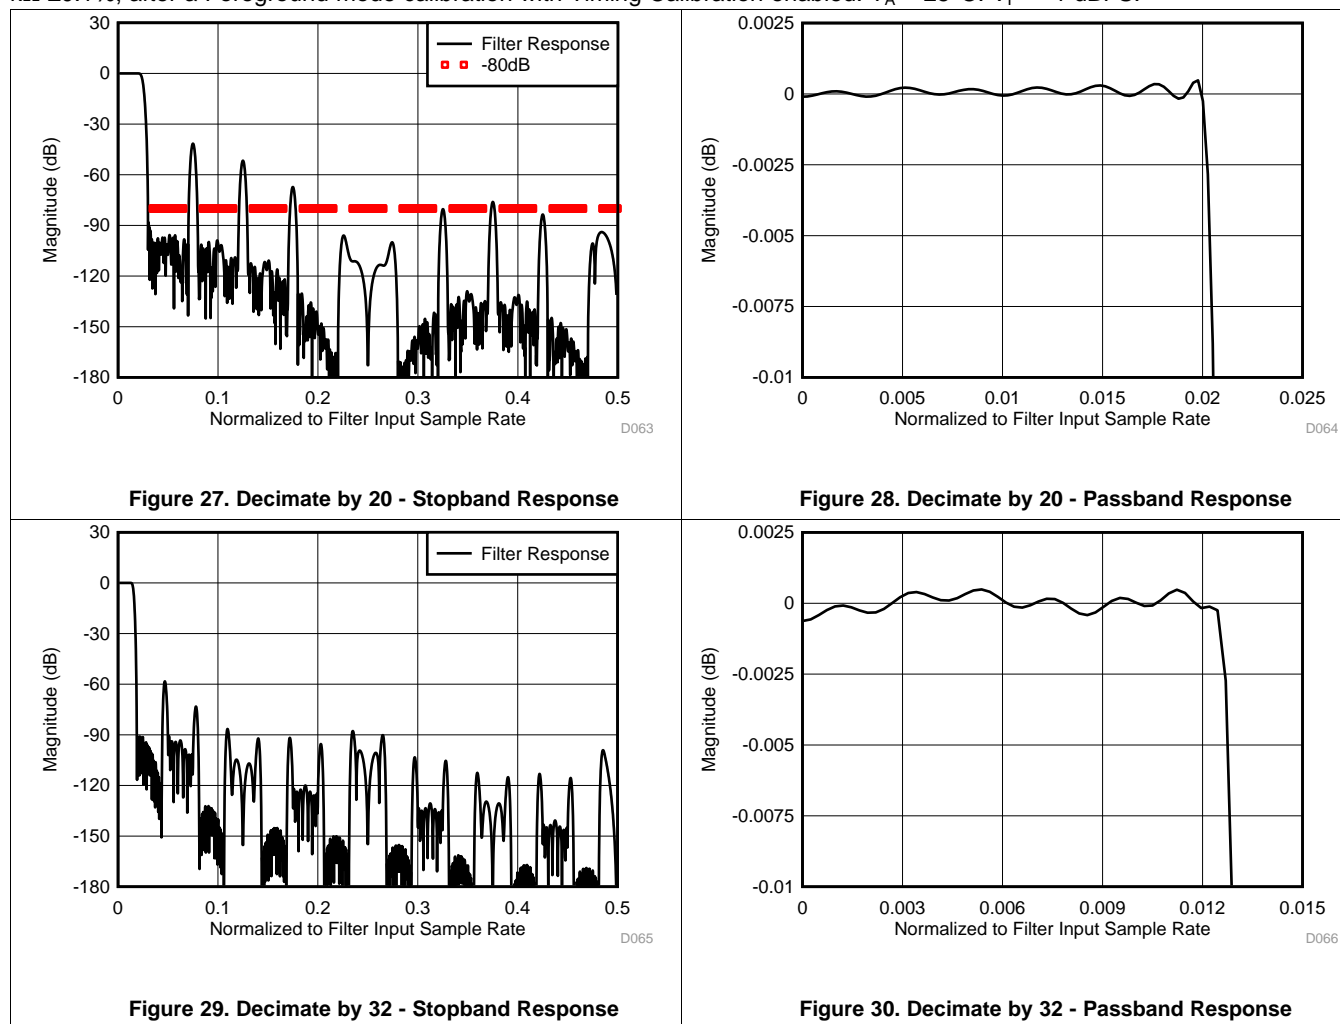 30
0
-30
-60
-90
-120
-150
-180
Magnitude (dB)
Filter Response
-80dB
0 0.1 0.2 0.3 0.4 0.5
Normalized to Filter Input Sample Rate
D063
Figure 27. Decimate by 20 - Stopband Response
0.0025
0
-0.0025
-0.005
-0.0075
-0.01
Magnitude (dB)
0 0.005 0.01 0.015 0.02 0.025
Normalized to Filter Input Sample Rate
D064
Figure 28. Decimate by 20 - Passband Response
30
0
-30
-60
-90
-120
-150
-180
Magnitude (dB)
Filter Response
0 0.1 0.2 0.3 0.4 0.5
Normalized to Filter Input Sample Rate
D065
Figure 29. Decimate by 32 - Stopband Response
0.0025
0
-0.0025
-0.005
-0.0075
-0.01
Magnitude (dB)
0 0.003 0.006 0.009 0.012 0.015
Normalized to Filter Input Sample Rate
D066
Figure 30. Decimate by 32 - Passband Response